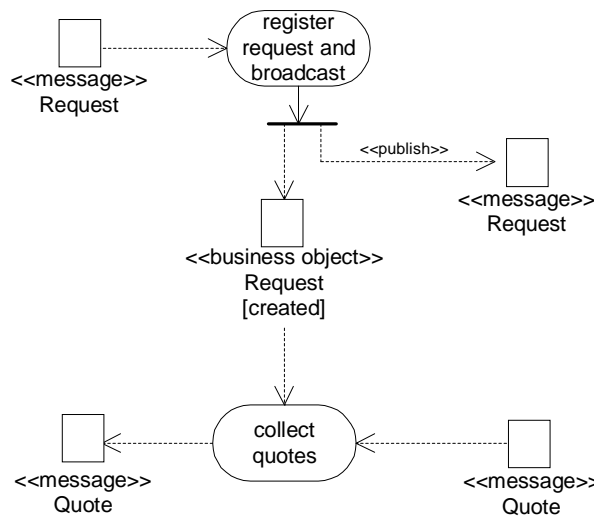 register
request and
broadcast
<<message>>
Request
<<publish>>
<<message>>
Request
<<business object>>
Request
[created]
collect
quotes
<<message>>
Quote
<<message>>
Quote